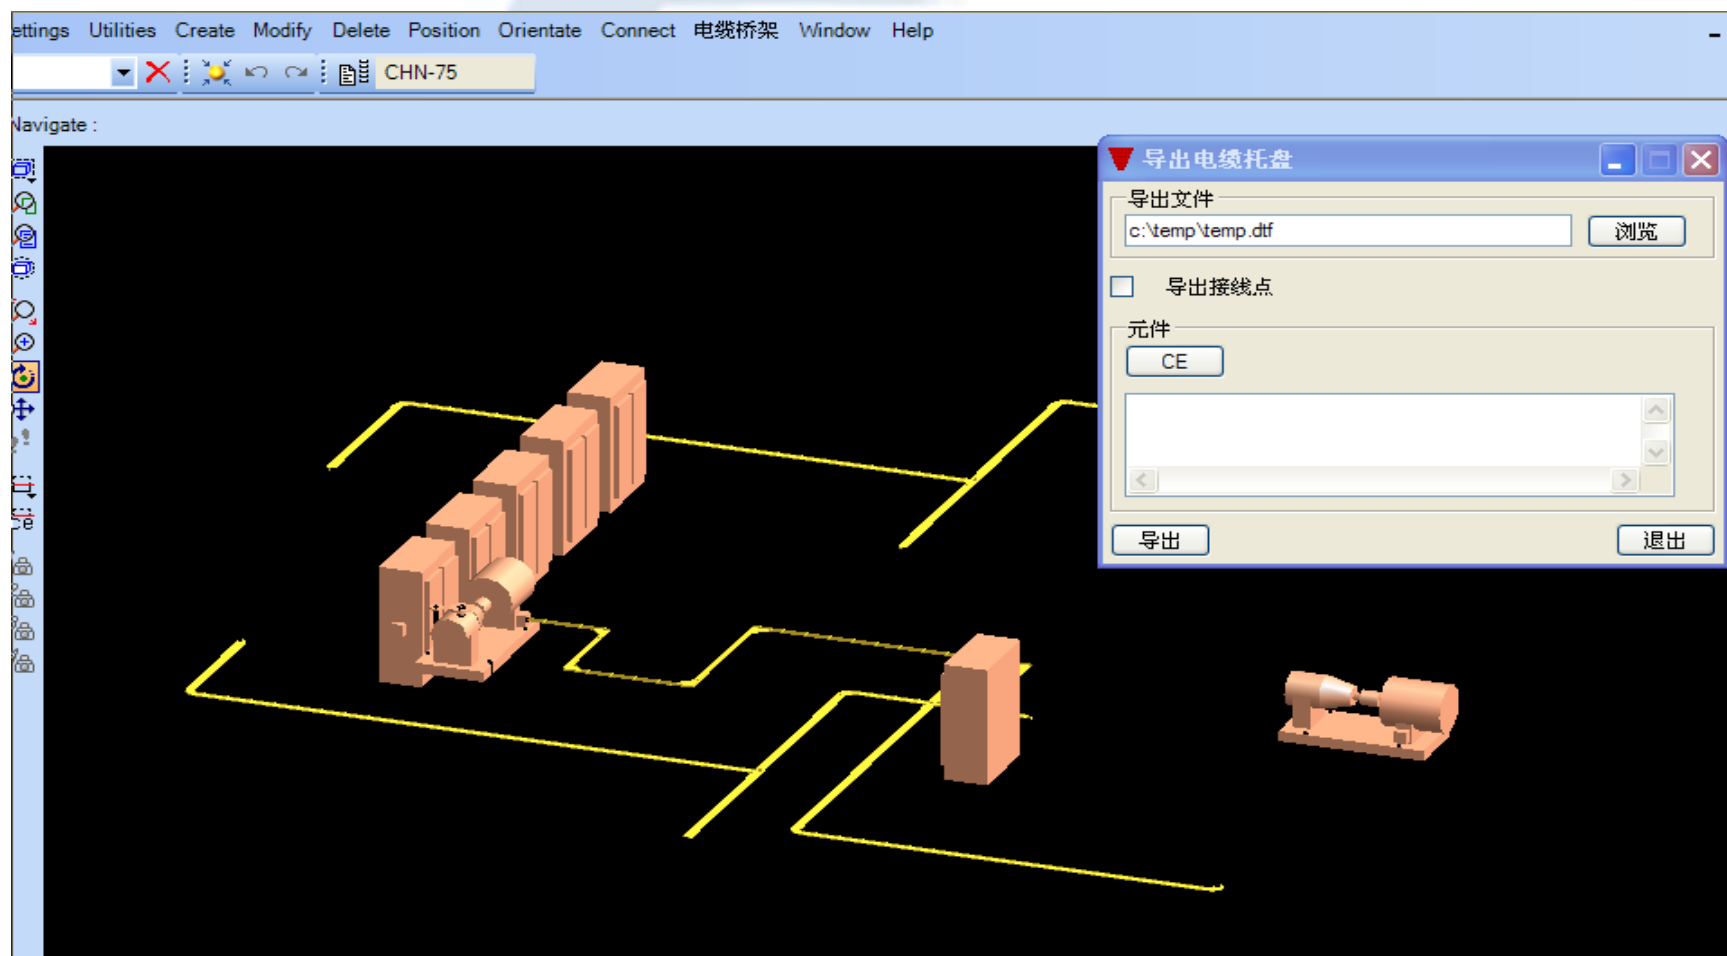 ettings Utilities Create Modify Delete Position Orientate Connect 电缆桥架 Window Help
CHN-75
Navigate :
导出电缆托盘
导出文件
c:\temp\temp.dtf 浏览
导出接线点
元件
CE
ce
导出 退出